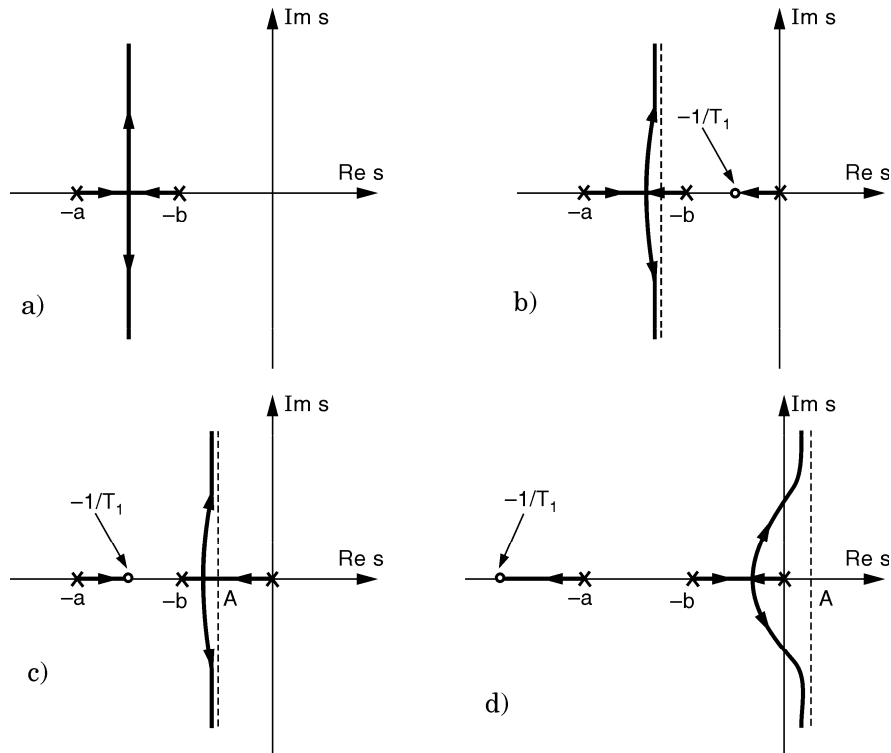 Im s
Re s
–a
–b
a)
Im s
–1/T₁
Re s
–a
–b
b)
Im s
–1/T₁
Re s
–a
–b
A
c)
Im s
–1/T₁
Re s
–a
–b
A
d)